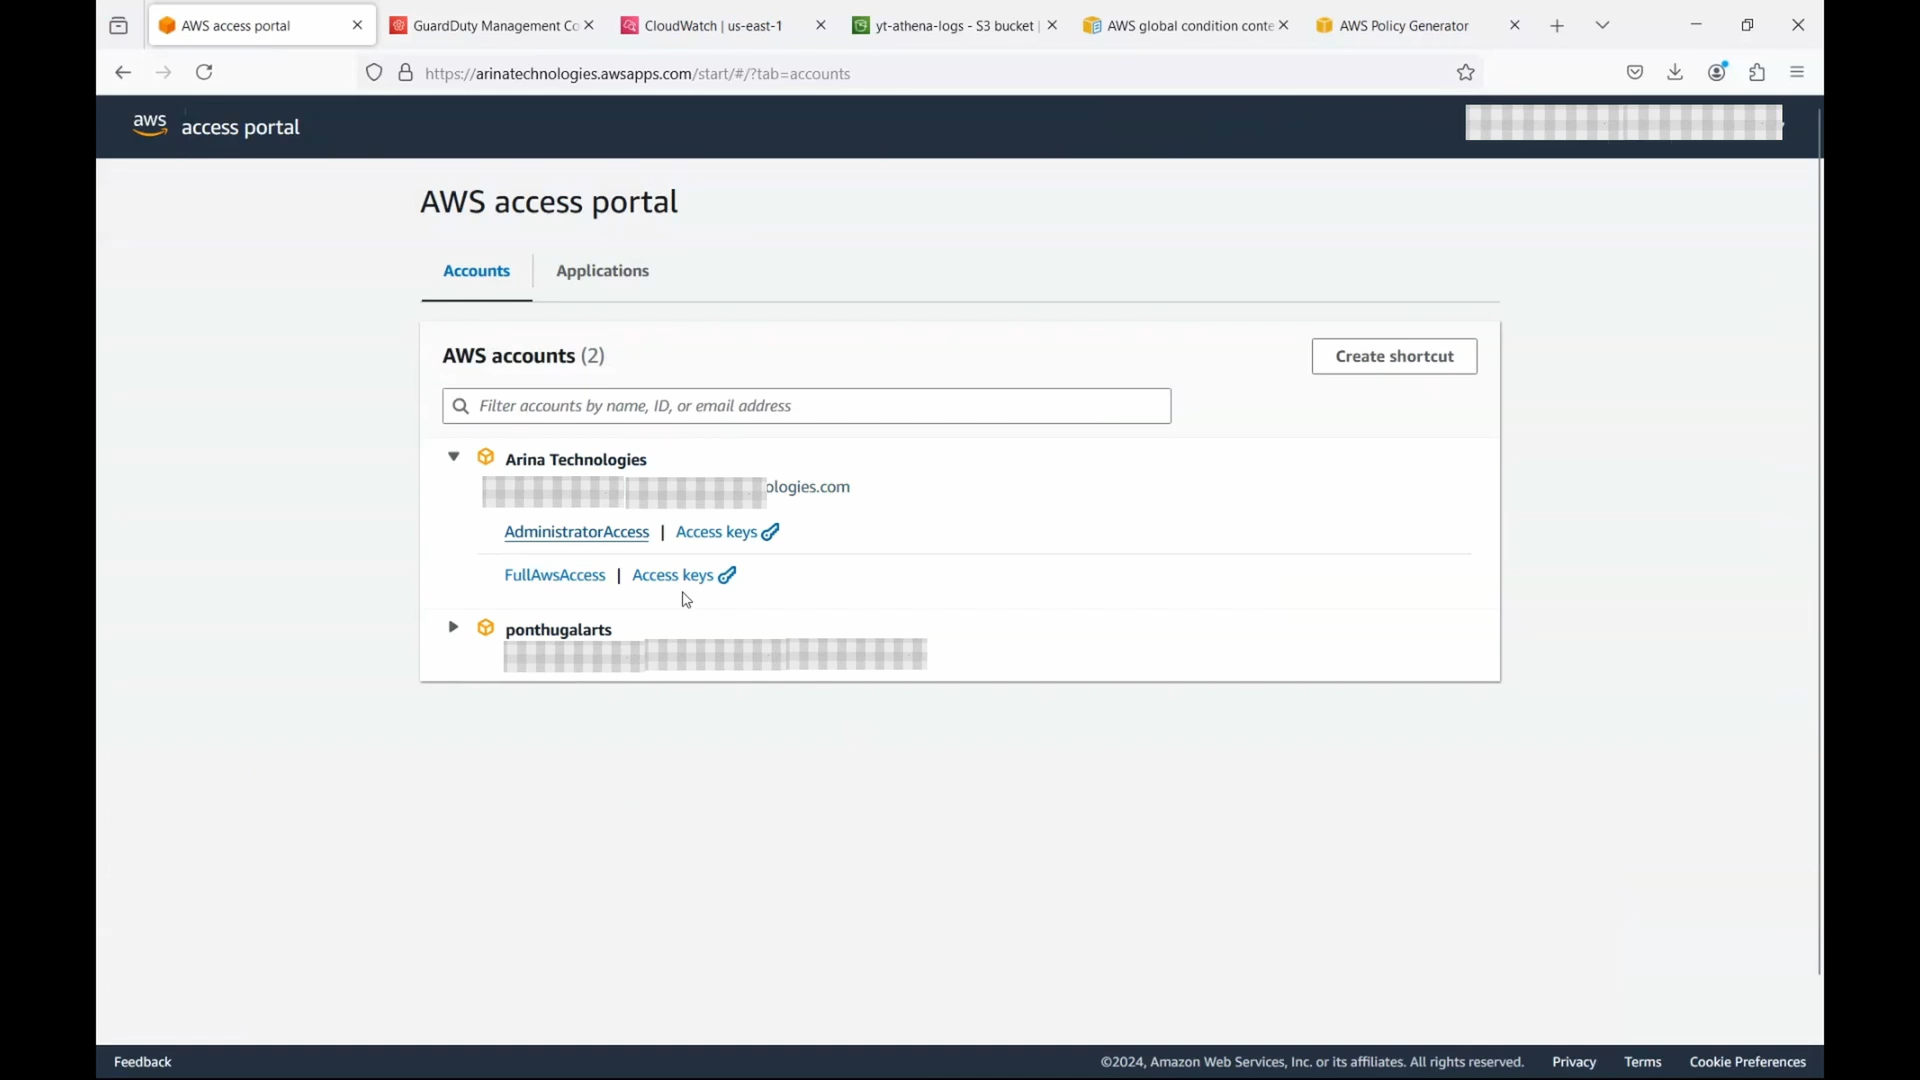 AWS access portal
GuardDuty Management Co
CloudWatch | us-east-1
yt-athena-logs - S3 bucket |
AWS global condition conte
AWS Policy Generator
https://arinatechnologies.awsapps.com/start/#/?tab=accounts
aws access portal
AWS access portal
Accounts
Applications
AWS accounts (2)
Create shortcut
Filter accounts by name, ID, or email address
Arina Technologies
ologies.com
AdministratorAccess | Access keys
FullAwsAccess | Access keys
ponthugalarts
Feedback
©2024, Amazon Web Services, Inc. or its affiliates. All rights reserved.
Privacy
Terms
Cookie Preferences